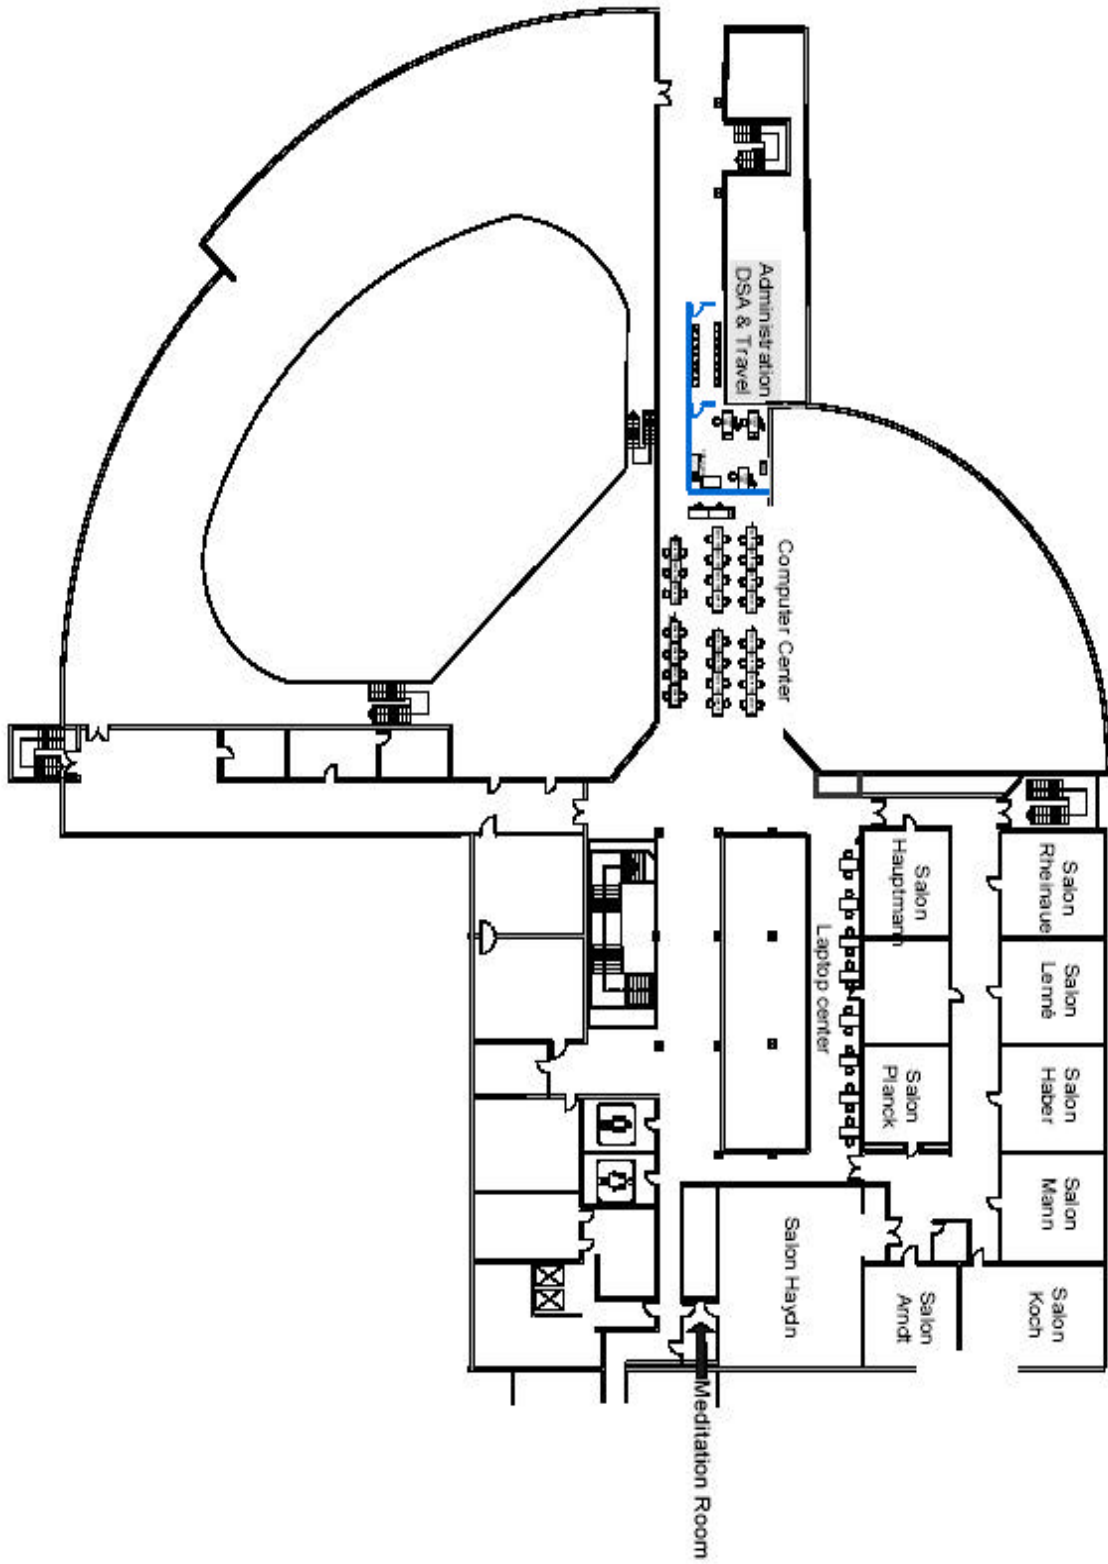 Administration
DSA & Travel
Computer Center
Laptop center
Salon
Hauptmann
Salon
Planck
Salon
Rheinaue
Salon
Lenné
Salon
Haber
Salon
Mann
Salon
Koch
Salon
Arndt
Salon Haydn
Meditation Room